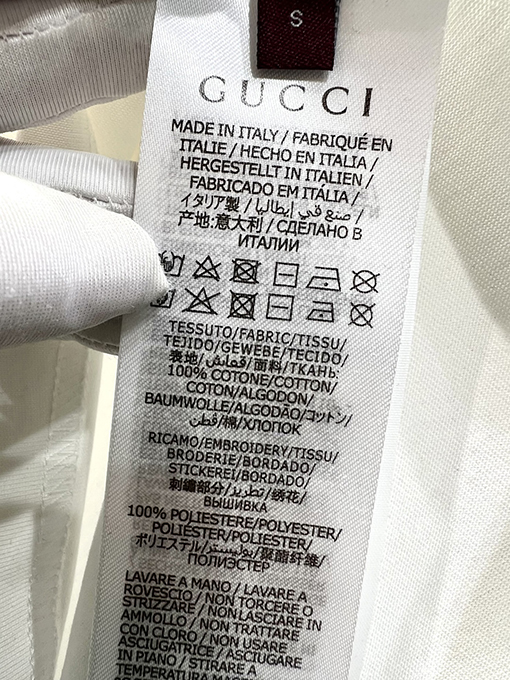 S
GUCCI
MADE IN ITALY / FABRIQUÉ EN
ITALIE / HECHO EN ITALIA /
HERGESTELLT IN ITALIEN /
FABRICADO EM ITÁLIA /
イタリア製 / صنع في إيطاليا /
产地:意大利 / СДЕЛАНО В
ИТАЛИИ
TESSUTO/FABRIC/TISSU/
TEJIDO/GEWEBE/TECIDO/
表地/قماش/面料/ТКАНЬ:
100% COTONE/COTTON/
COTON/ALGODON/
BAUMWOLLE/ALGODÃO/コットン/
قطن/棉/ХЛОПОК
RICAMO/EMBROIDERY/TISSU/
BRODERIE/BORDADO/
STICKEREI/BORDADO/
刺繡部分/تطريز/绣花/
ВЫШИВКА
100% POLIESTERE/POLYESTER/
POLIÉSTER/POLIESTER/
ポリエステル/بوليستر/聚酯纤维/
ПОЛИЭСТЕР
LAVARE A MANO / LAVARE A
ROVESCIO / NON TORCERE O
STRIZZARE / NON LASCIARE IN
AMMOLLO / NON TRATTARE
CON CLORO / NON USARE
ASCIUGATRICE / ASCIUGARE
IN PIANO / STIRARE A
TEMPERATURA